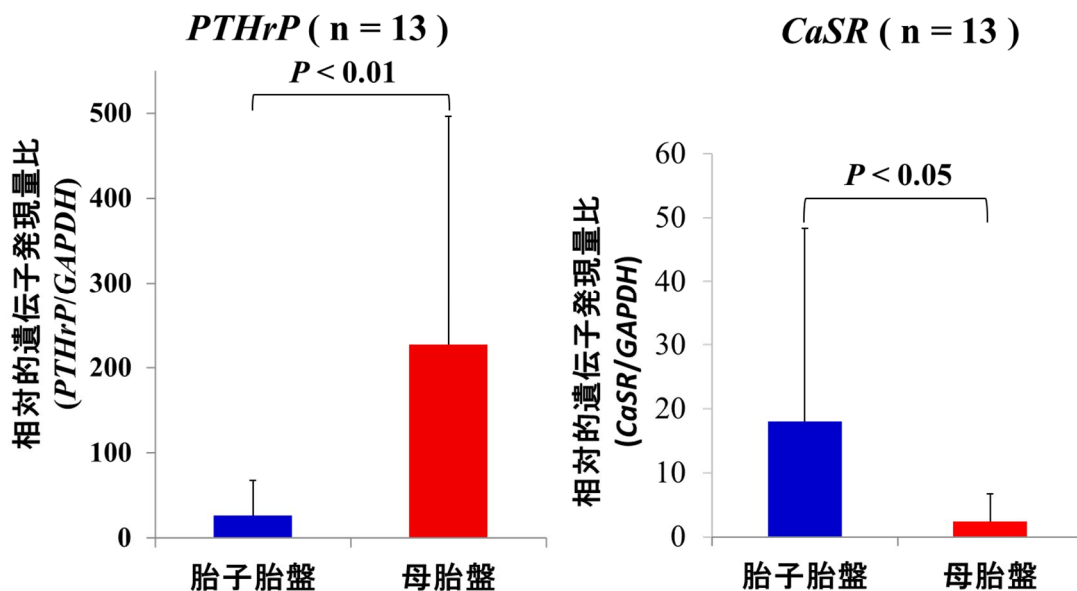 PTHrP ( n = 13 )
P < 0.01
相対的遺伝子発現量比
(PTHrP/GAPDH)
500
400
300
200
100
0
胎子胎盤
母胎盤
CaSR ( n = 13 )
P < 0.05
相対的遺伝子発現量比
(CaSR/GAPDH)
60
50
40
30
20
10
0
胎子胎盤
母胎盤